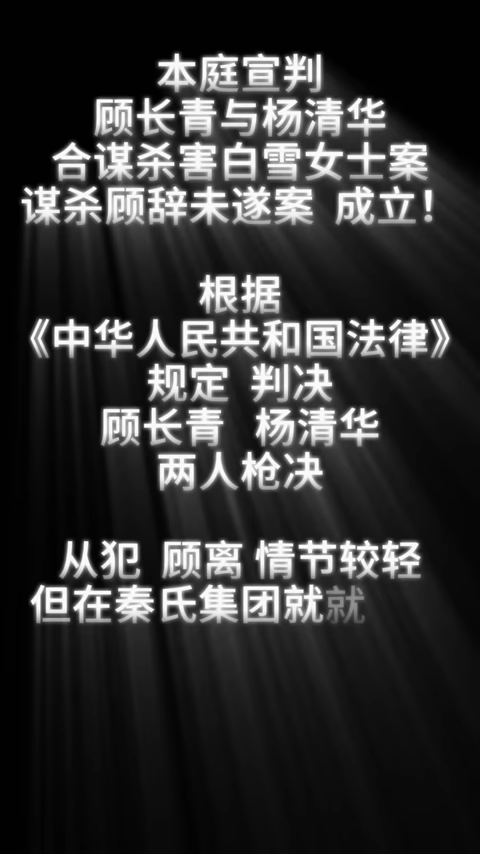 本庭宣判
顾长青与杨清华
合谋杀害白雪女士案
谋杀顾辞未遂案 成立！
根据
《中华人民共和国法律》
规定 判决
顾长青 杨清华
两人枪决
从犯 顾离 情节较轻
但在秦氏集团就就